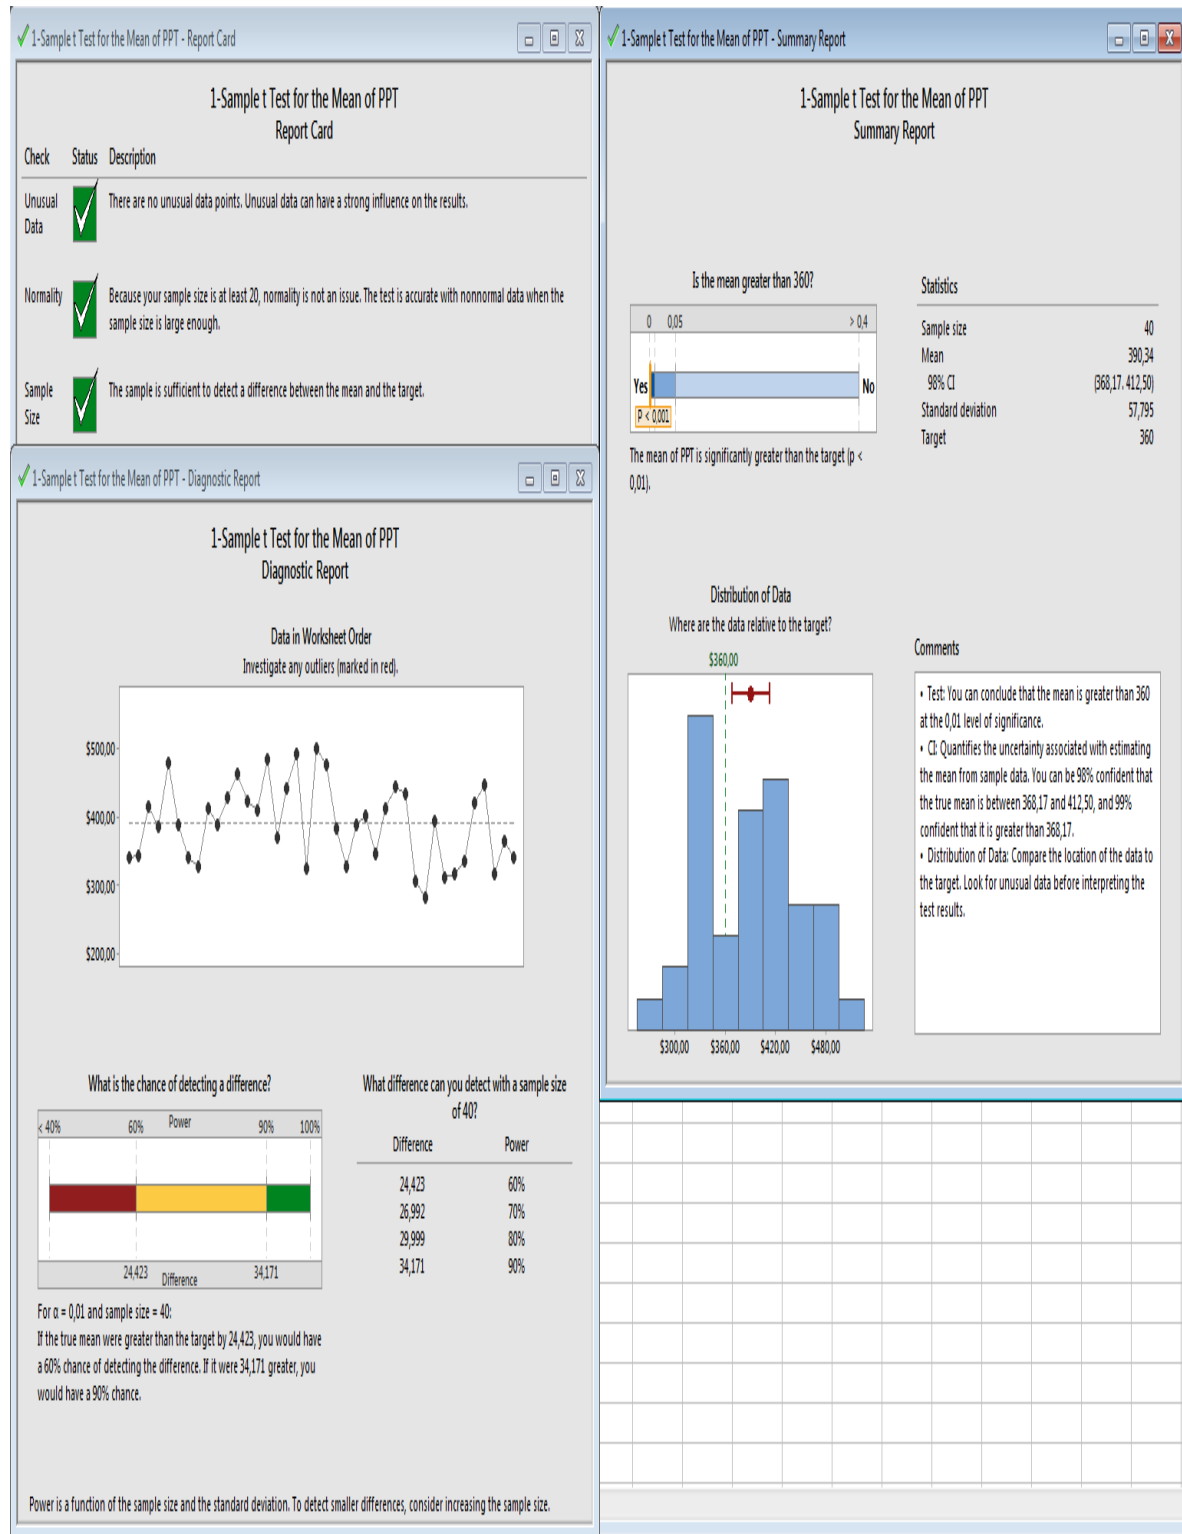 1-Sample t Test for the Mean of PPT - Report Card
1-Sample t Test for the Mean of PPT
Report Card
Check Status Description
Unusual
Data
There are no unusual data points. Unusual data can have a strong influence on the results.
Normality
Because your sample size is at least 20, normality is not an issue. The test is accurate with nonnormal data when the
sample size is large enough.
Sample
Size
The sample is sufficient to detect a difference between the mean and the target.
1-Sample t Test for the Mean of PPT - Diagnostic Report
1-Sample t Test for the Mean of PPT
Diagnostic Report
Data in Worksheet Order
Investigate any outliers (marked in red).
$500,00
$400,00
$300,00
$200,00
What is the chance of detecting a difference?
< 40% 60% Power 90% 100%
24,423 Difference 34,171
For α = 0,01 and sample size = 40:
If the true mean were greater than the target by 24,423, you would have
a 60% chance of detecting the difference. If it were 34,171 greater, you
would have a 90% chance.
What difference can you detect with a sample size
of 40?
Difference Power
24,423 60%
26,992 70%
29,999 80%
34,171 90%
Power is a function of the sample size and the standard deviation. To detect smaller differences, consider increasing the sample size.
1-Sample t Test for the Mean of PPT - Summary Report
1-Sample t Test for the Mean of PPT
Summary Report
Is the mean greater than 360?
0 0,05 > 0,4
Yes No
P < 0,001
The mean of PPT is significantly greater than the target (p <
0,01).
Statistics
Sample size 40
Mean 390,34
98% CI (368,17. 412,50)
Standard deviation 57,795
Target 360
Distribution of Data
Where are the data relative to the target?
$360,00
$300,00 $360,00 $420,00 $480,00
Comments
• Test: You can conclude that the mean is greater than 360
at the 0,01 level of significance.
• CI: Quantifies the uncertainty associated with estimating
the mean from sample data. You can be 98% confident that
the true mean is between 368,17 and 412,50, and 99%
confident that it is greater than 368,17.
• Distribution of Data: Compare the location of the data to
the target. Look for unusual data before interpreting the
test results.